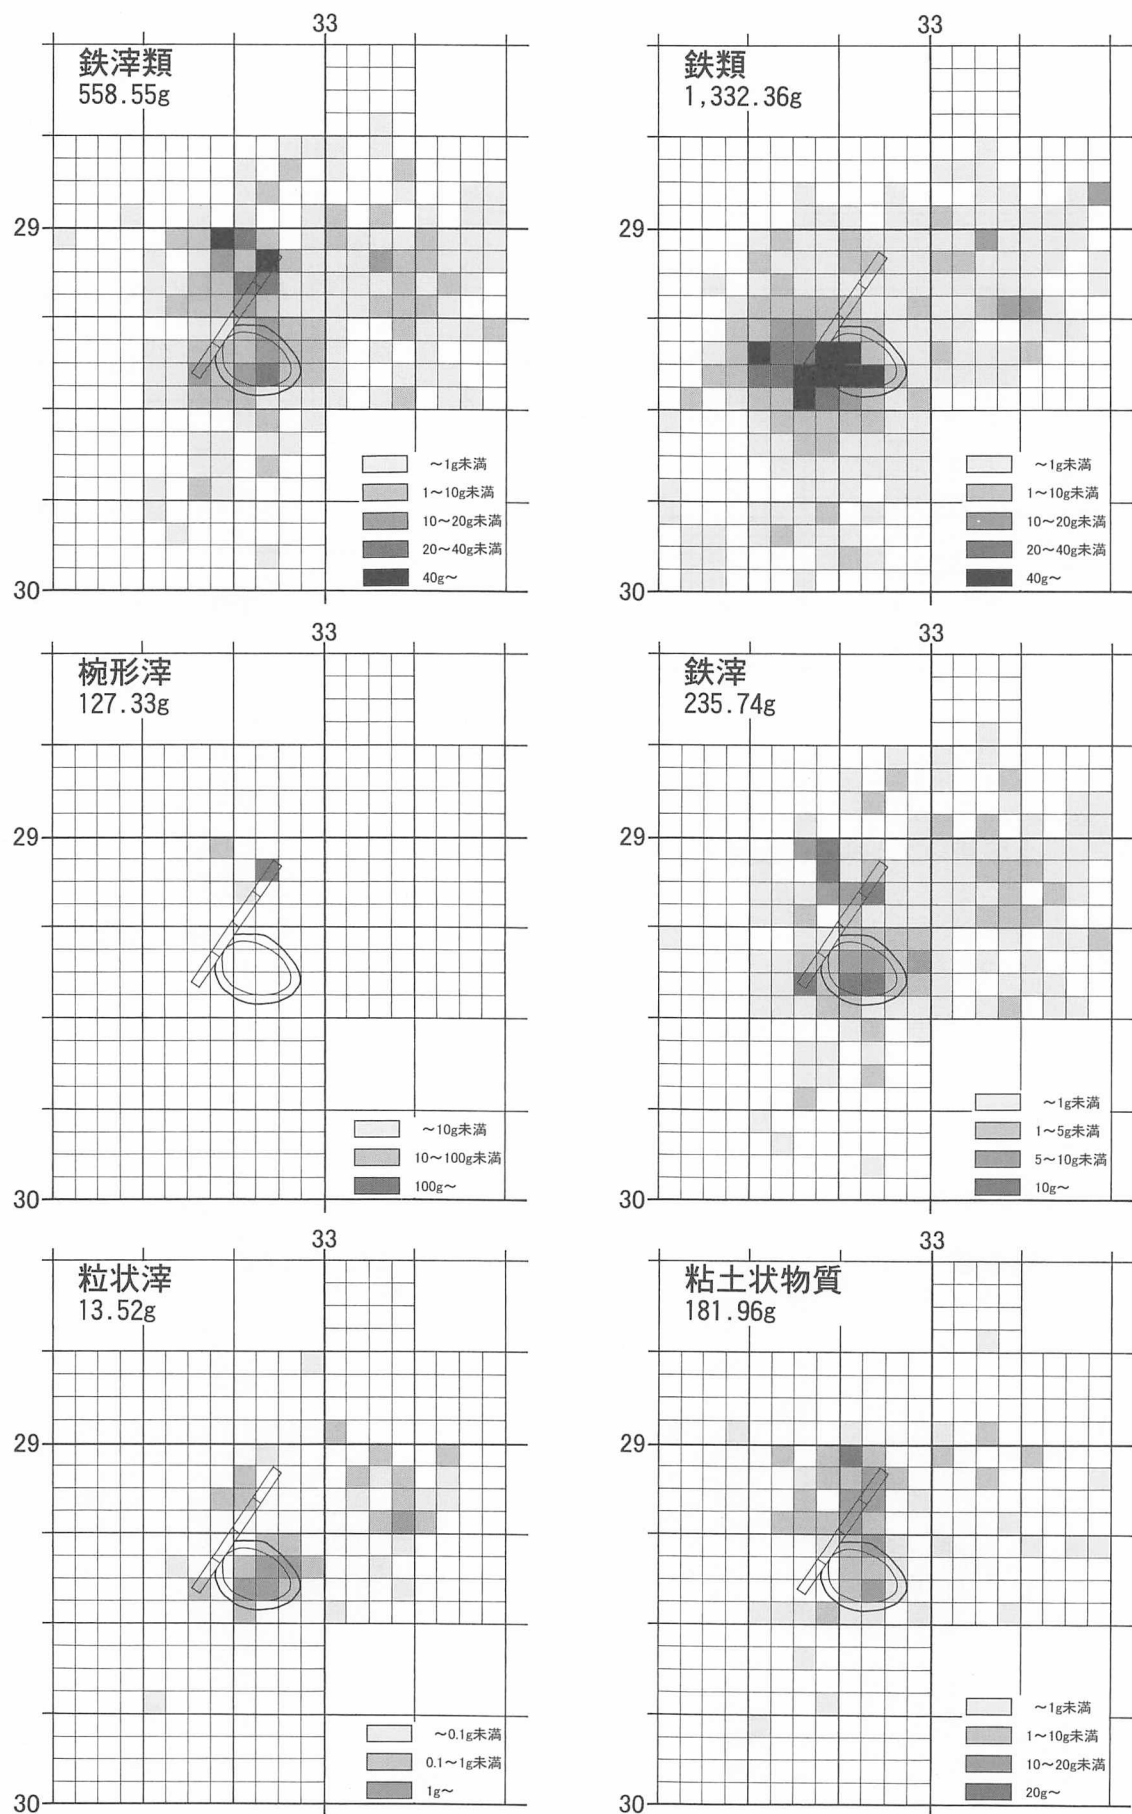 33
鉄滓類
558.55g
29
30
～1g未満
1～10g未満
10～20g未満
20～40g未満
40g～
33
鉄類
1,332.36g
29
30
～1g未満
1～10g未満
10～20g未満
20～40g未満
40g～
33
椀形滓
127.33g
29
30
～10g未満
10～100g未満
100g～
33
鉄滓
235.74g
29
30
～1g未満
1～5g未満
5～10g未満
10g～
33
粒状滓
13.52g
29
30
～0.1g未満
0.1～1g未満
1g～
33
粘土状物質
181.96g
29
30
～1g未満
1～10g未満
10～20g未満
20g～